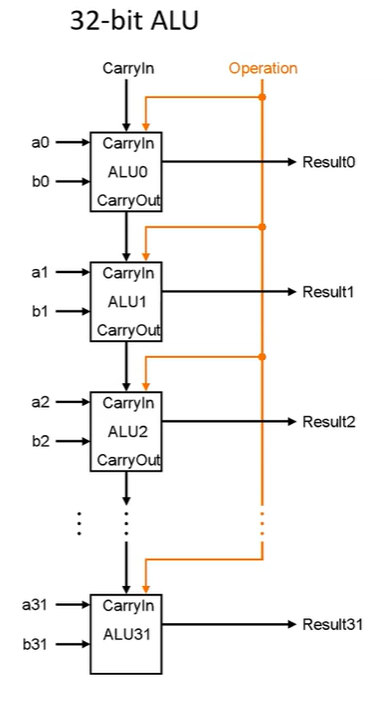 32-bit ALU
CarryIn Operation
a0 CarryIn
ALU0 Result0
b0
CarryOut
a1 CarryIn
ALU1 Result1
b1
CarryOut
a2 CarryIn
ALU2 Result2
b2
CarryOut
a31 CarryIn
ALU31 Result31
b31